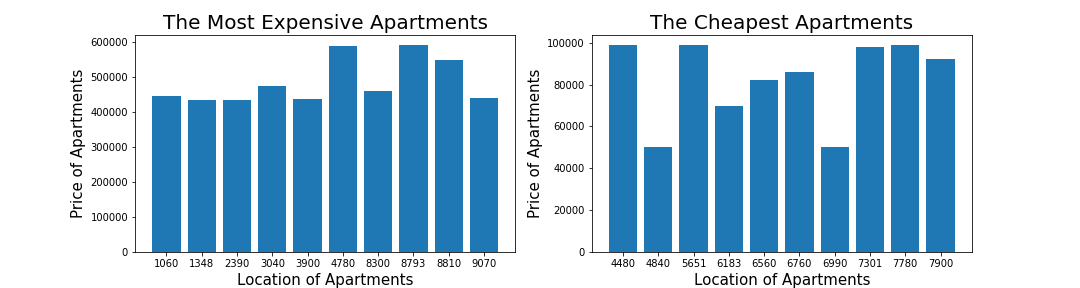 The Most Expensive Apartments
Price of Apartments
600000
500000
400000
300000
200000
100000
0
1060 1348 2390 3040 3900 4780 8300 8793 8810 9070
Location of Apartments
The Cheapest Apartments
Price of Apartments
100000
80000
60000
40000
20000
0
4480 4840 5651 6183 6560 6760 6990 7301 7780 7900
Location of Apartments